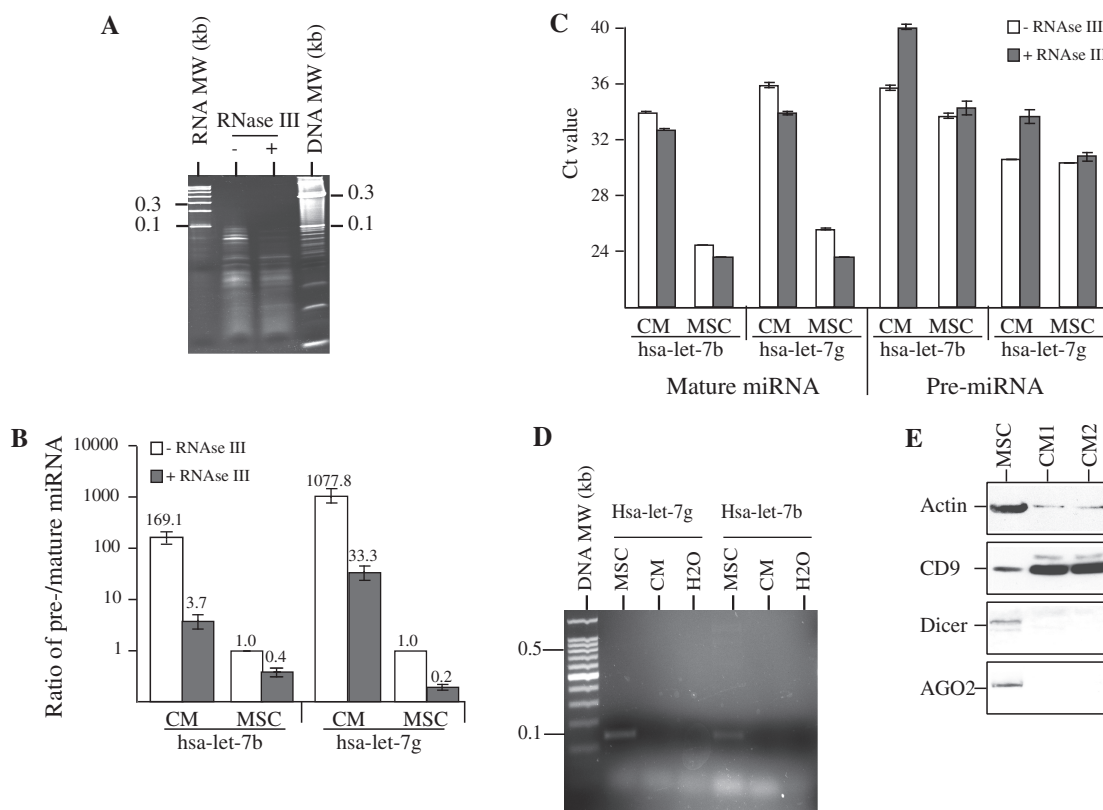 A
RNA MW (kb)
RNase III
- +
DNA MW (kb)
0.3
0.1
0.3
0.1
B
Ratio of pre-/mature miRNA
10000
1000
100
10
1
- RNAse III
+ RNAse III
169.1
3.7
1.0
0.4
1077.8
33.3
1.0
0.2
CM MSC CM MSC
hsa-let-7b hsa-let-7g
C
Ct value
40
36
32
28
24
- RNAse III
+ RNAse III
CM MSC CM MSC CM MSC CM MSC
hsa-let-7b hsa-let-7g hsa-let-7b hsa-let-7g
Mature miRNA Pre-miRNA
D
DNA MW (kb)
Hsa-let-7g Hsa-let-7b
MSC CM H2O MSC CM H2O
0.5
0.1
E
MSC CM1 CM2
Actin
CD9
Dicer
AGO2